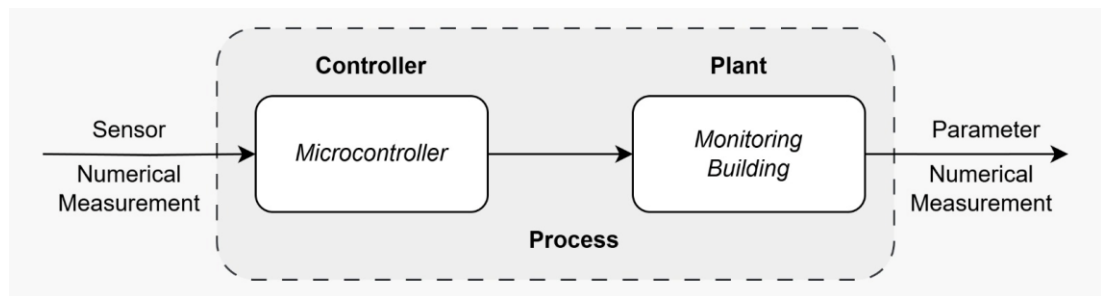 Controller
Plant
Sensor
Numerical
Measurement
Microcontroller
Monitoring
Building
Parameter
Numerical
Measurement
Process